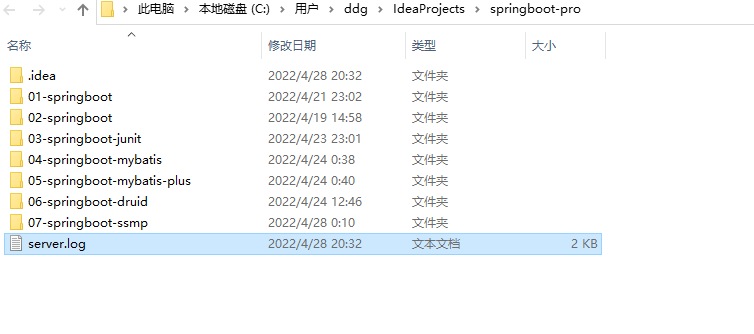 此电脑 > 本地磁盘 (C:) > 用户 > ddg > IdeaProjects > springboot-pro
名称 修改日期 类型 大小
.idea 2022/4/28 20:32 文件夹
01-springboot 2022/4/21 23:02 文件夹
02-springboot 2022/4/19 14:58 文件夹
03-springboot-junit 2022/4/23 23:01 文件夹
04-springboot-mybatis 2022/4/24 0:38 文件夹
05-springboot-mybatis-plus 2022/4/24 0:40 文件夹
06-springboot-druid 2022/4/24 12:46 文件夹
07-springboot-ssmp 2022/4/28 0:10 文件夹
server.log 2022/4/28 20:32 文本文档 2 KB